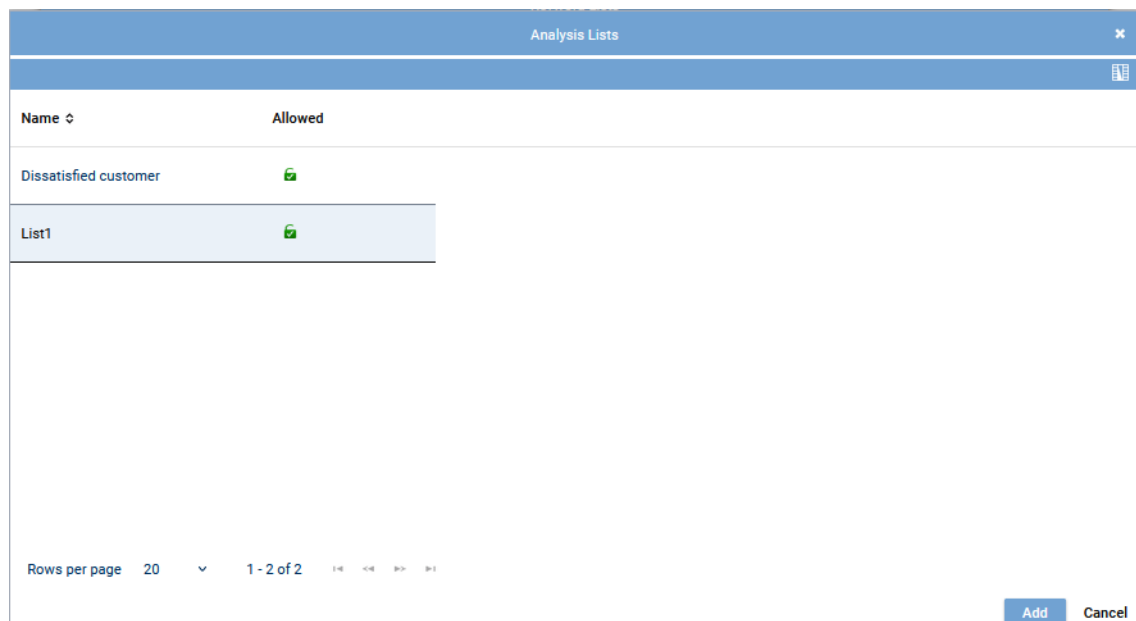 Analysis Lists
Name Allowed
Dissatisfied customer
List1
Rows per page 20 1 - 2 of 2
Add Cancel